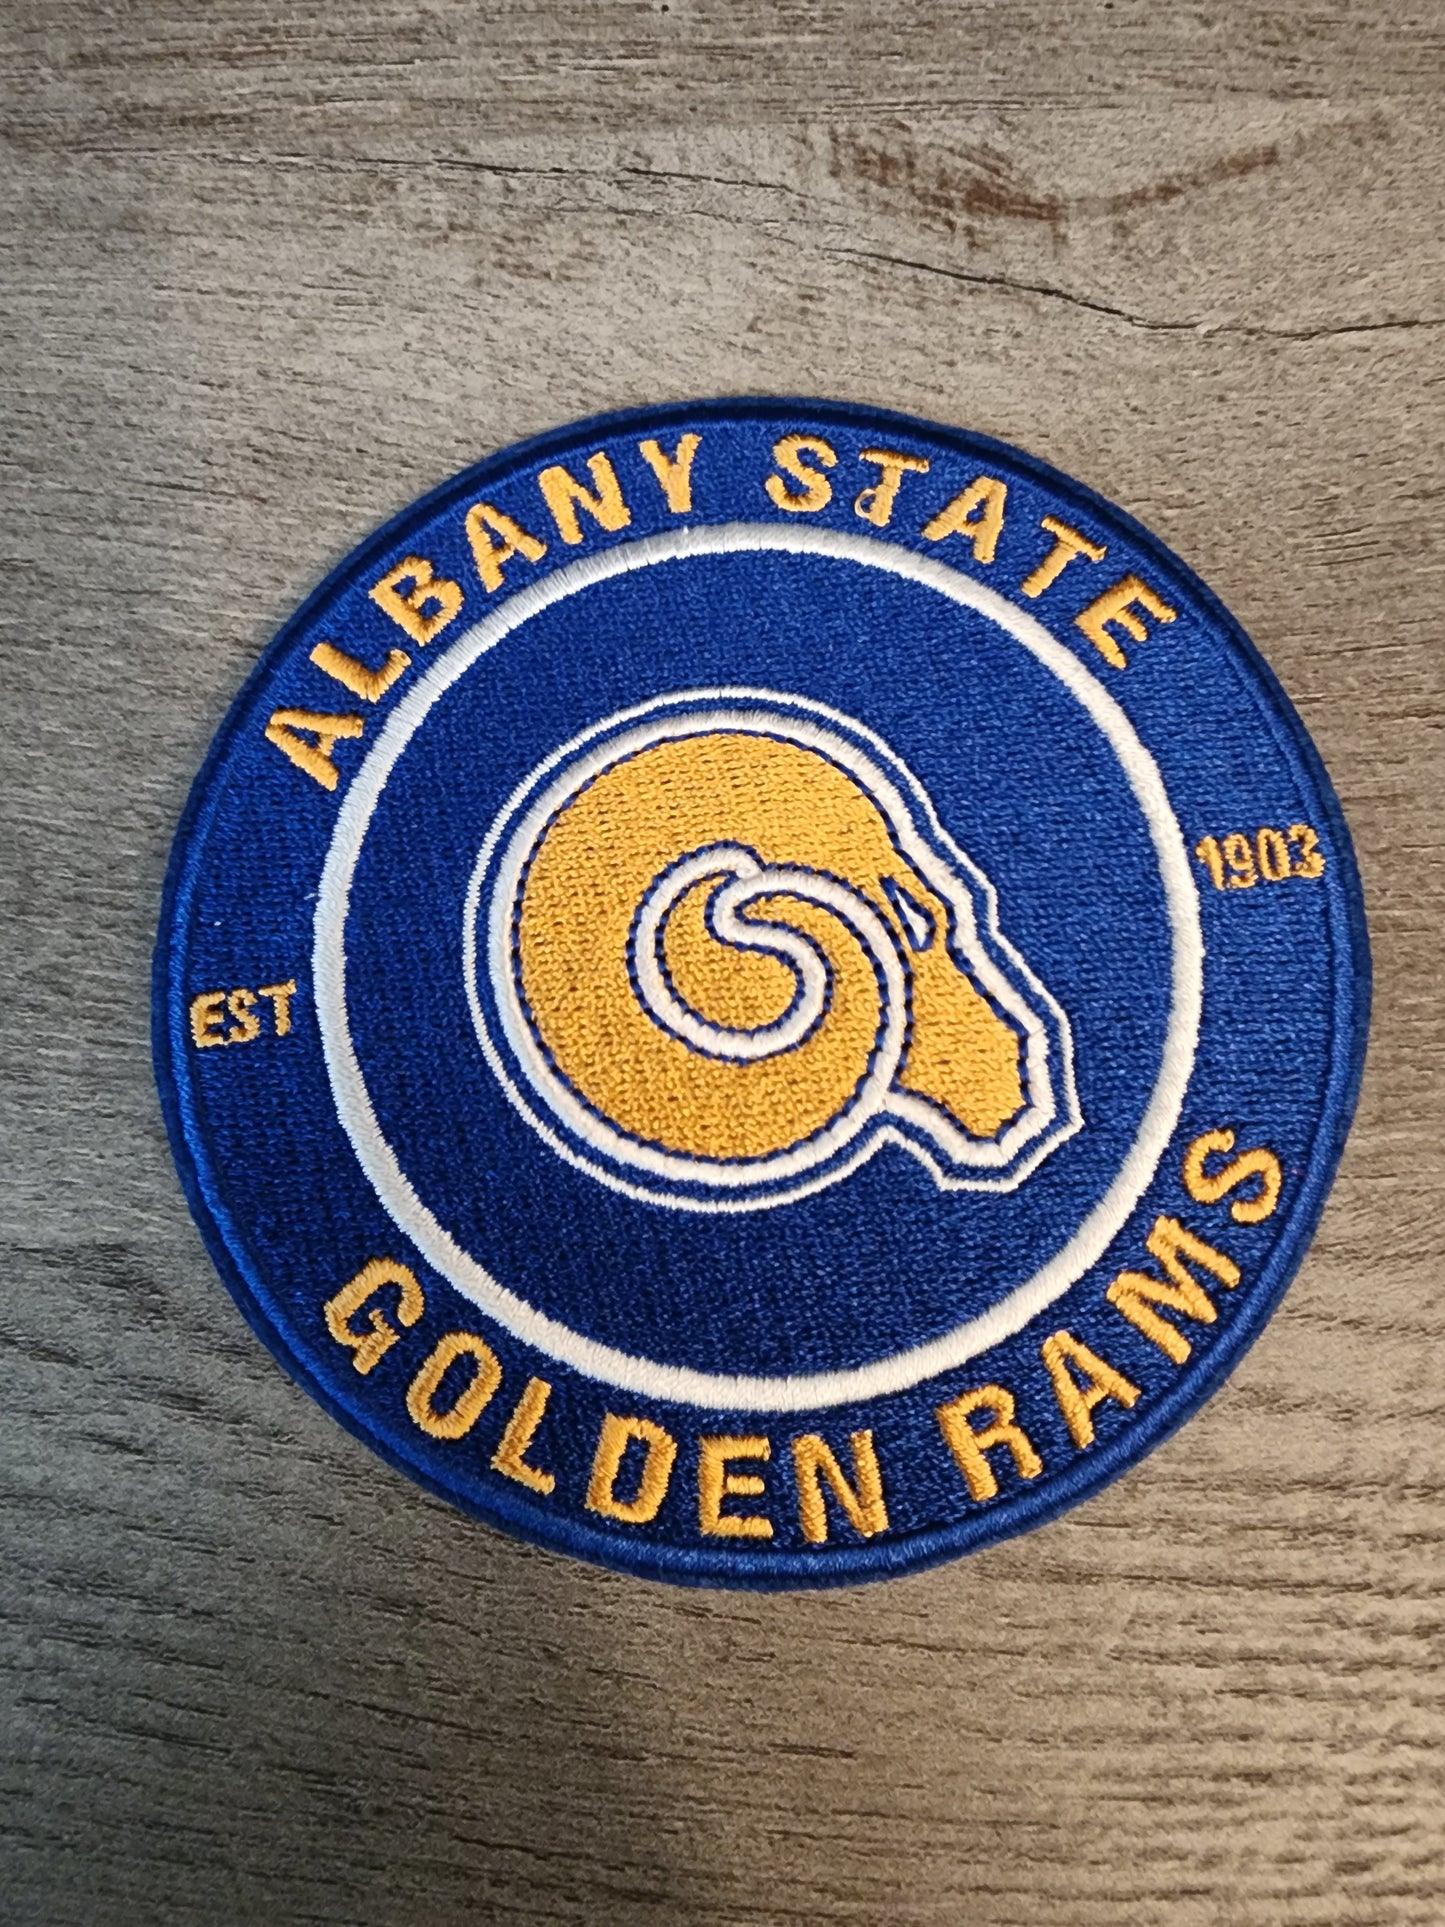 ALBANY STATE
EST
1903
GOLDEN RAMS